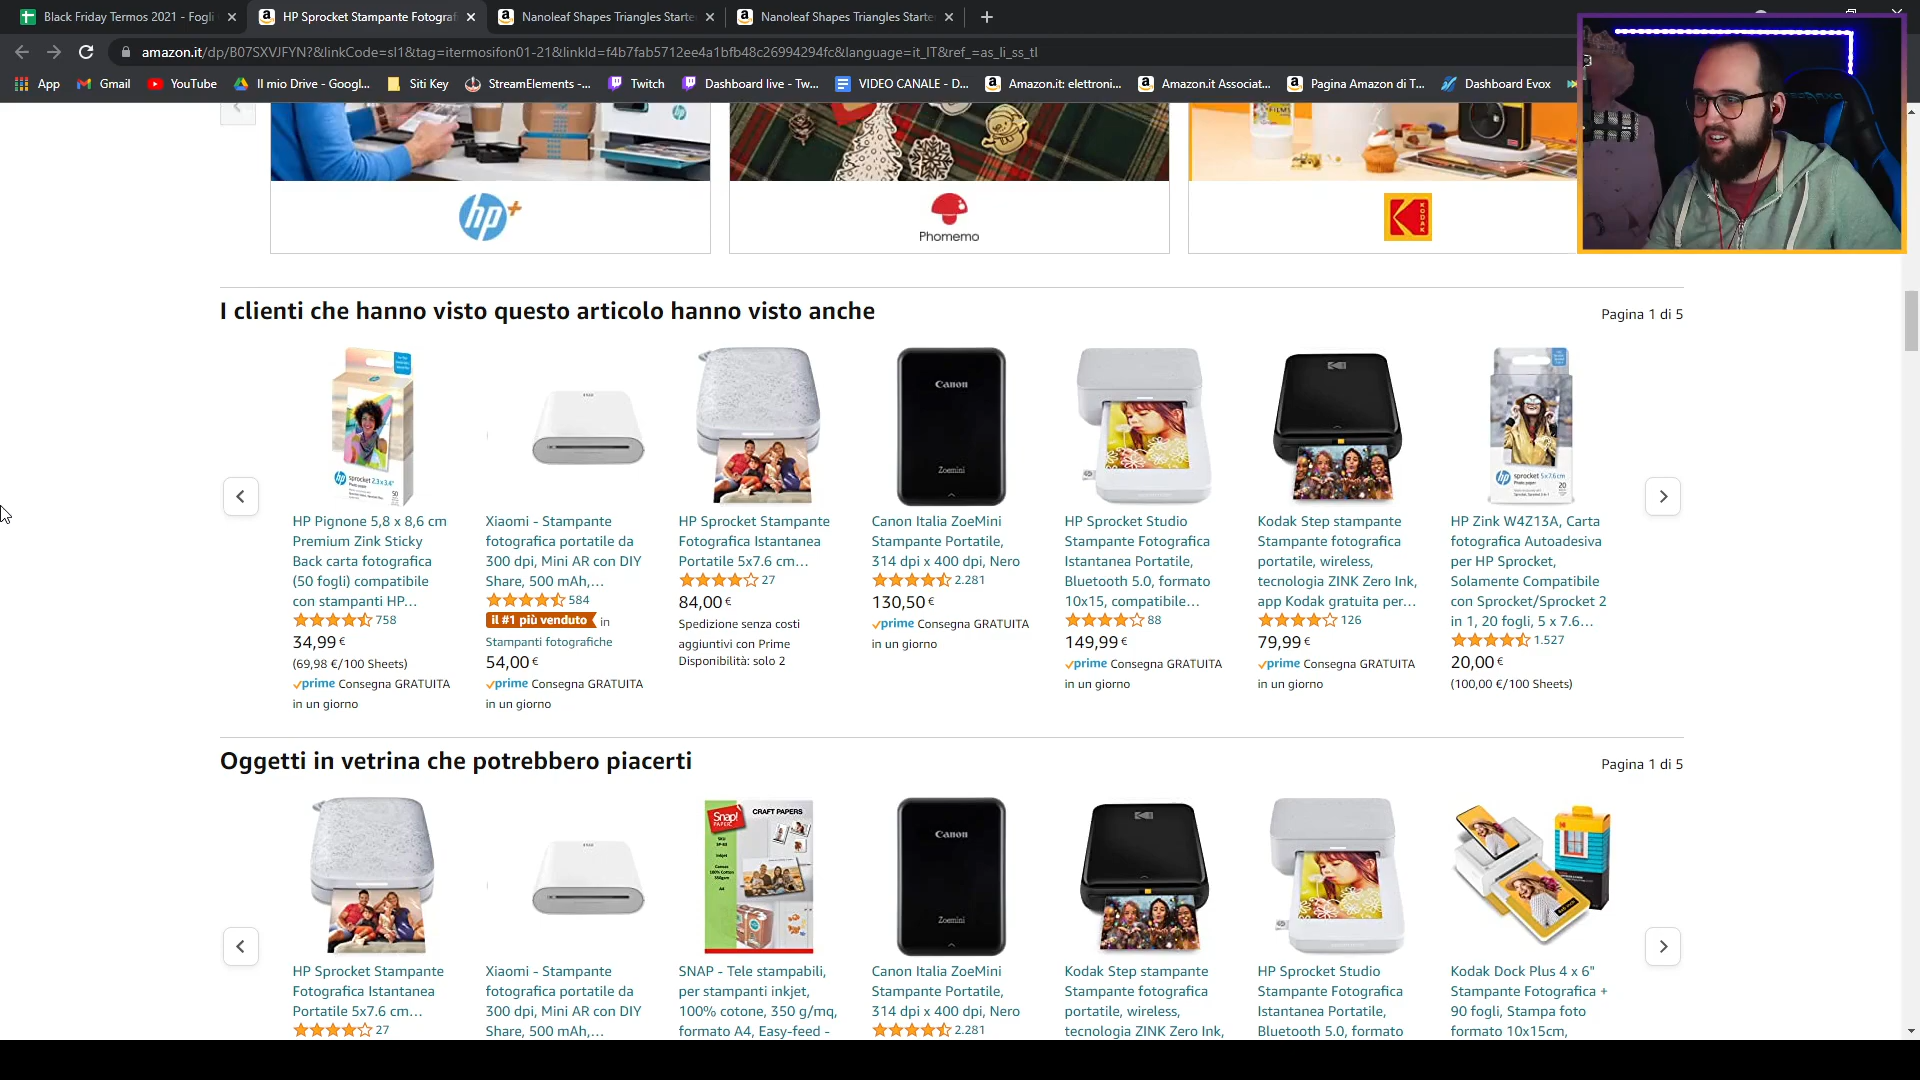 Black Friday Termos 2021 - Fogli
HP Sprocket Stampante Fotograf
Nanoleaf Shapes Triangles Starte
Nanoleaf Shapes Triangles Starte
amazon.it/dp/B07SXVJFYN?&linkCode=sl1&tag=itermosifon01-21&linkId=f4b7fab5712ee4a1bfb48c26994294fc&language=it_IT&ref_=as_li_ss_tl
App Gmail YouTube Il mio Drive - Googl... Siti Key StreamElements -... Twitch Dashboard live - Tw... VIDEO CANALE - D... Amazon.it: elettroni... Amazon.it Associat... Pagina Amazon di T... Dashboard Evox
hp+
Phomemo
KODAK
I clienti che hanno visto questo articolo hanno visto anche
Pagina 1 di 5
HP Pignone 5,8 x 8,6 cm
Premium Zink Sticky
Back carta fotografica
(50 fogli) compatibile
con stampanti HP...
758
34,99 €
(69,98 €/100 Sheets)
prime Consegna GRATUITA
in un giorno
Xiaomi - Stampante
fotografica portatile da
300 dpi, Mini AR con DIY
Share, 500 mAh,...
584
il #1 più venduto in
Stampanti fotografiche
54,00 €
prime Consegna GRATUITA
in un giorno
HP Sprocket Stampante
Fotografica Istantanea
Portatile 5x7.6 cm...
27
84,00 €
Spedizione senza costi
aggiuntivi con Prime
Disponibilità: solo 2
Canon
Zoemini
Canon Italia ZoeMini
Stampante Portatile,
314 dpi x 400 dpi, Nero
2.281
130,50 €
prime Consegna GRATUITA
in un giorno
HP Sprocket Studio
Stampante Fotografica
Istantanea Portatile,
Bluetooth 5.0, formato
10x15, compatibile...
88
149,99 €
prime Consegna GRATUITA
in un giorno
Kodak Step stampante
Stampante fotografica
portatile, wireless,
tecnologia ZINK Zero Ink,
app Kodak gratuita per...
126
79,99 €
prime Consegna GRATUITA
in un giorno
HP Zink W4Z13A, Carta
fotografica Autoadesiva
per HP Sprocket,
Solamente Compatibile
con Sprocket/Sprocket 2
in 1, 20 fogli, 5 x 7.6...
1.527
20,00 €
(100,00 €/100 Sheets)
Oggetti in vetrina che potrebbero piacerti
Pagina 1 di 5
HP Sprocket Stampante
Fotografica Istantanea
Portatile 5x7.6 cm...
27
Xiaomi - Stampante
fotografica portatile da
300 dpi, Mini AR con DIY
Share, 500 mAh,...
Snap!
CRAFT PAPERS
SNAP - Tele stampabili,
per stampanti inkjet,
100% cotone, 350 g/mq,
formato A4, Easy-feed -
Canon
Zoemini
Canon Italia ZoeMini
Stampante Portatile,
314 dpi x 400 dpi, Nero
2.281
Kodak Step stampante
Stampante fotografica
portatile, wireless,
tecnologia ZINK Zero Ink,
HP Sprocket Studio
Stampante Fotografica
Istantanea Portatile,
Bluetooth 5.0, formato
Kodak Dock Plus 4 x 6"
Stampante Fotografica +
90 fogli, Stampa foto
formato 10x15cm,